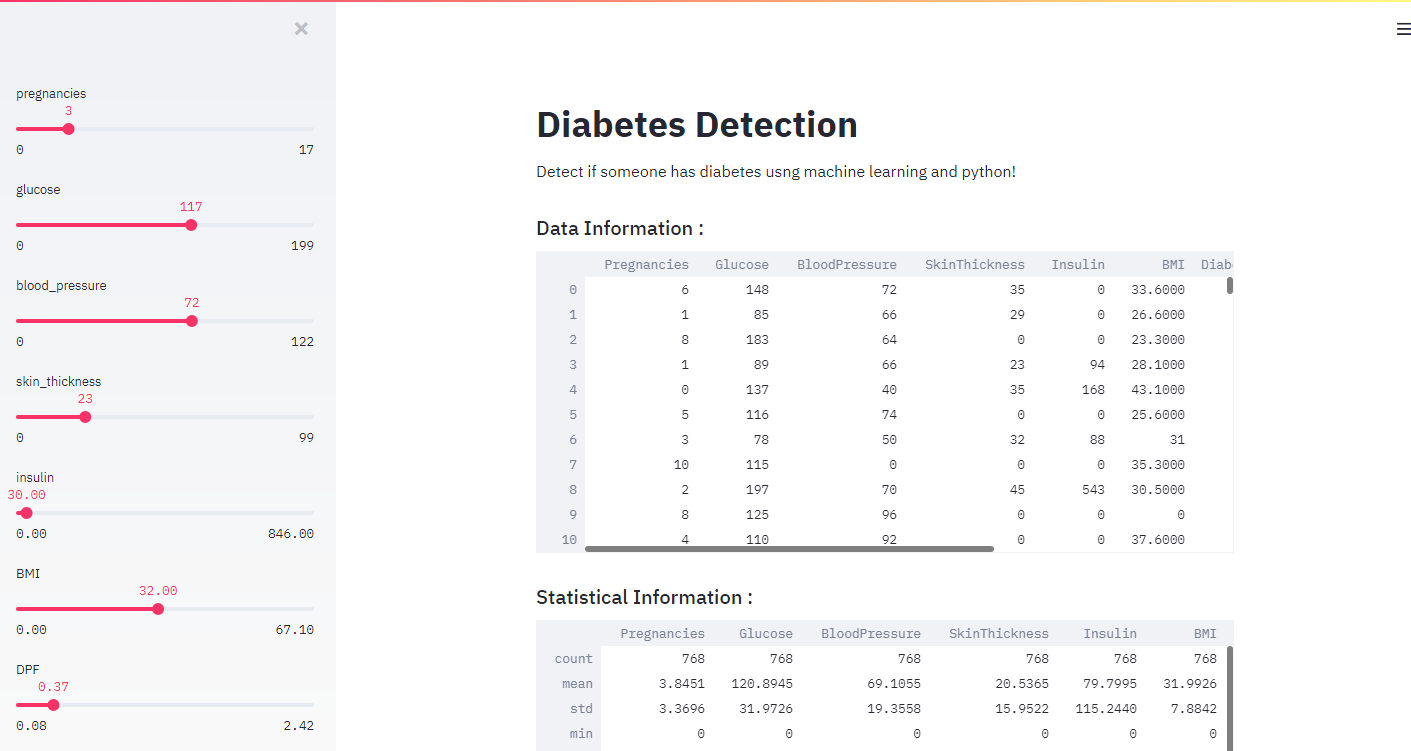 ×
pregnancies
3
0 17
glucose
117
0 199
blood_pressure
72
0 122
skin_thickness
23
0 99
insulin
30.00
0.00 846.00
BMI
32.00
0.00 67.10
DPF
0.37
0.08 2.42
Diabetes Detection
Detect if someone has diabetes usng machine learning and python!
Data Information :
Pregnancies Glucose BloodPressure SkinThickness Insulin BMI Diab
0 6 148 72 35 0 33.6000
1 1 85 66 29 0 26.6000
2 8 183 64 0 0 23.3000
3 1 89 66 23 94 28.1000
4 0 137 40 35 168 43.1000
5 5 116 74 0 0 25.6000
6 3 78 50 32 88 31
7 10 115 0 0 0 35.3000
8 2 197 70 45 543 30.5000
9 8 125 96 0 0 0
10 4 110 92 0 0 37.6000
Statistical Information :
Pregnancies Glucose BloodPressure SkinThickness Insulin BMI
count 768 768 768 768 768 768
mean 3.8451 120.8945 69.1055 20.5365 79.7995 31.9926
std 3.3696 31.9726 19.3558 15.9522 115.2440 7.8842
min 0 0 0 0 0 0